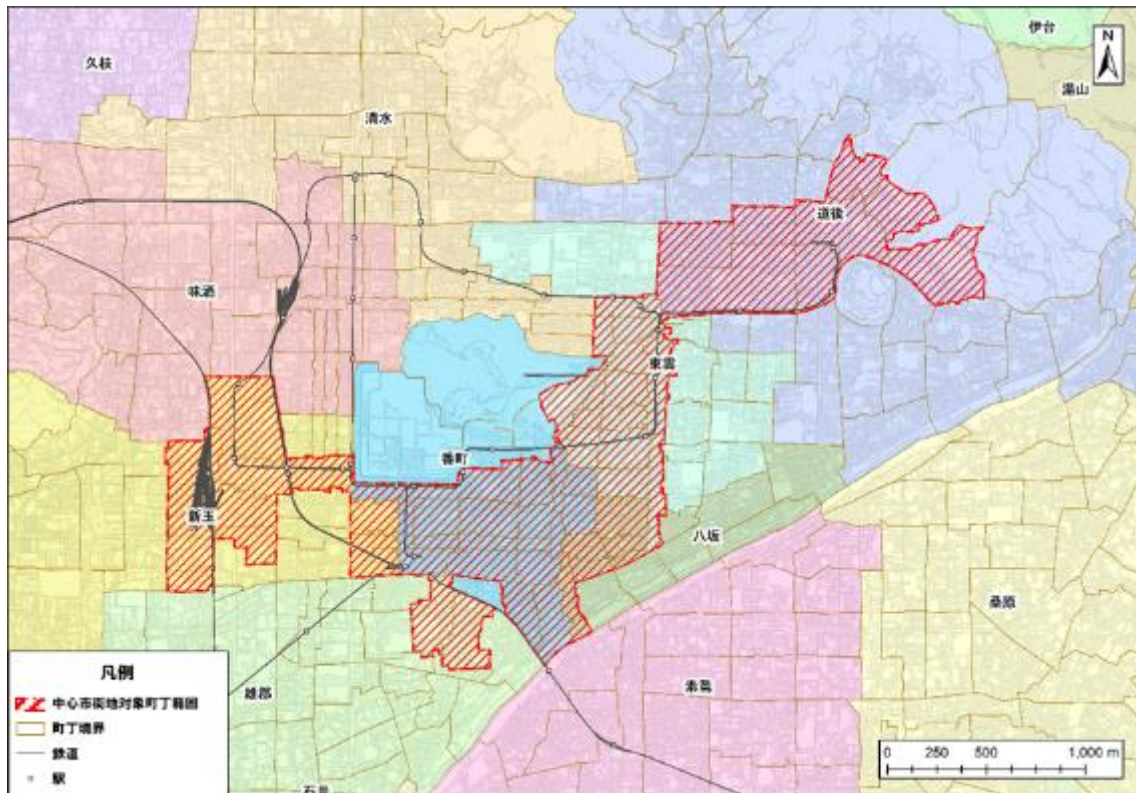 伊台
N
久枝
湯山
清水
道後
味酒
東雲
番町
新玉
八坂
桑原
素鵞
雄郡
石井
凡例
中心市街地対象町丁範囲
町丁境界
鉄道
駅
0 250 500 1,000 m